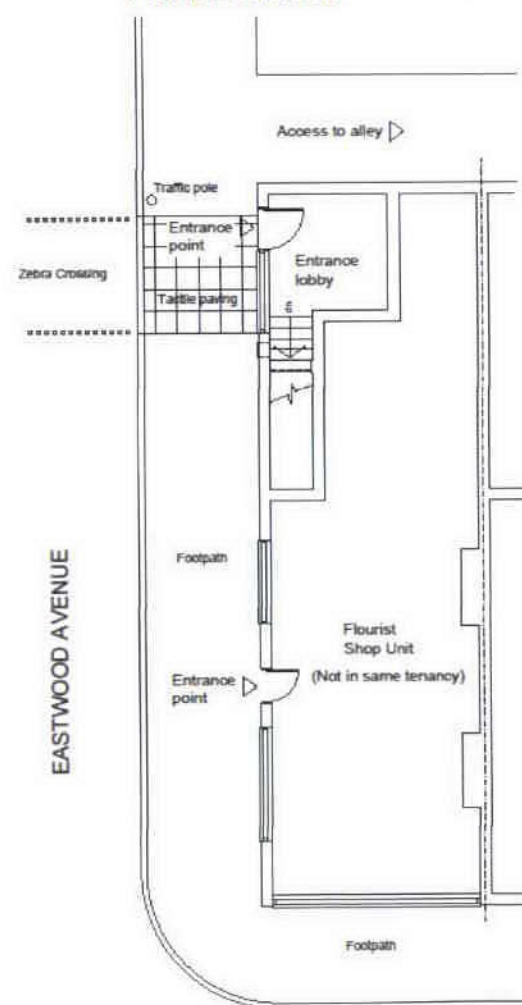 Access to alley
Traffic pole
Entrance
point
Entrance
lobby
Zebra Crossing
Tactile paving
dn
Footpath
EASTWOOD AVENUE
Flourist
Shop Unit
(Not in same tenancy)
Entrance
point
Footpath